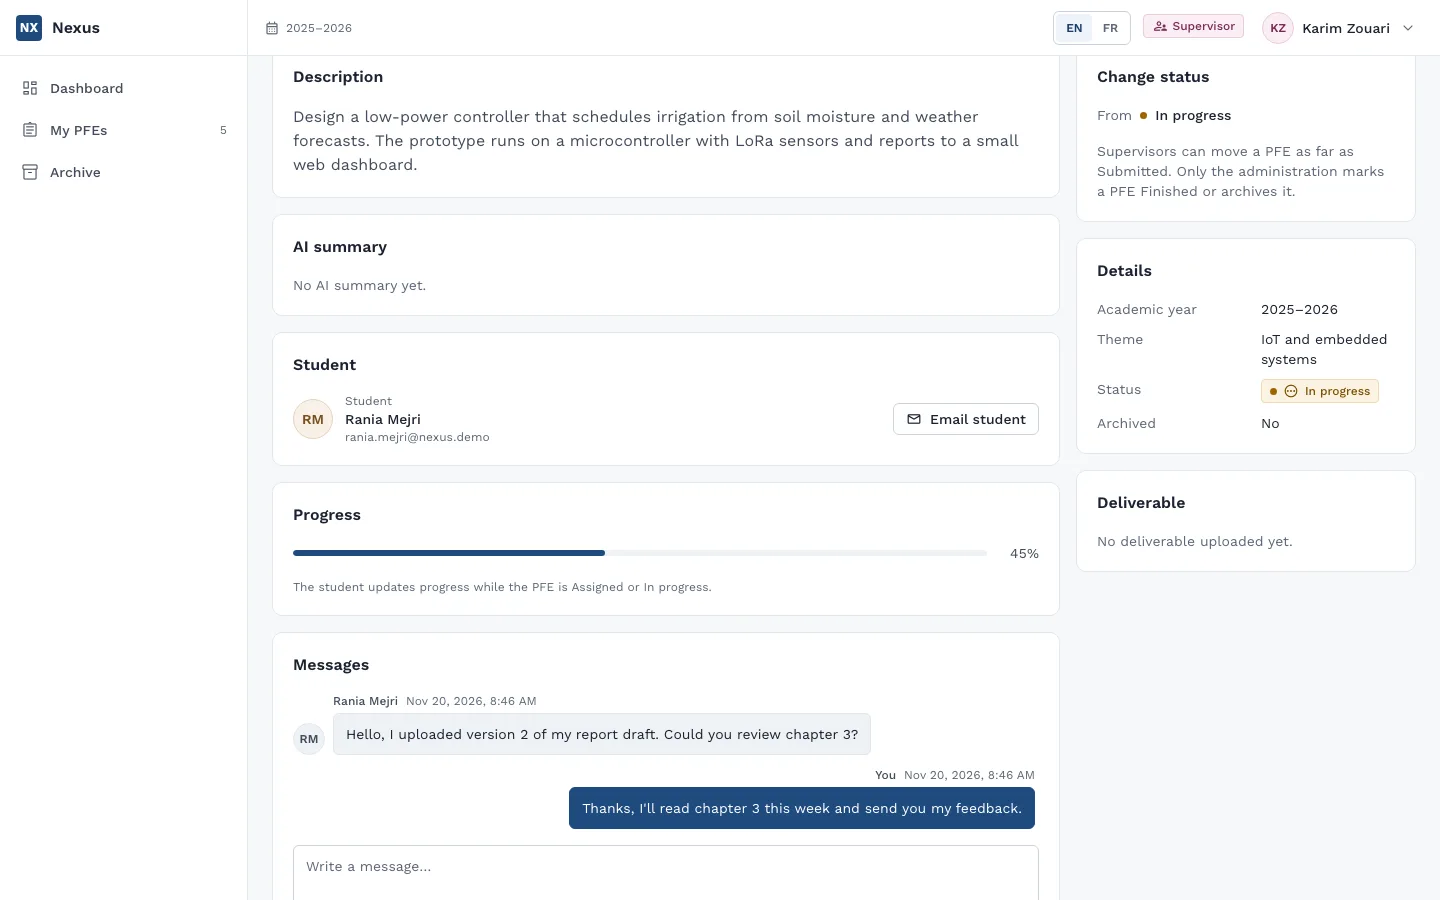 NX Nexus
2025–2026
EN FR
Supervisor
KZ Karim Zouari
Dashboard
My PFEs 5
Archive
Description
Design a low-power controller that schedules irrigation from soil moisture and weather
forecasts. The prototype runs on a microcontroller with LoRa sensors and reports to a small
web dashboard.
AI summary
No AI summary yet.
Student
RM
Student
Rania Mejri
rania.mejri@nexus.demo
Email student
Progress
45%
The student updates progress while the PFE is Assigned or In progress.
Messages
Rania Mejri Nov 20, 2026, 8:46 AM
RM
Hello, I uploaded version 2 of my report draft. Could you review chapter 3?
You Nov 20, 2026, 8:46 AM
Thanks, I'll read chapter 3 this week and send you my feedback.
Write a message...
Change status
From In progress
Supervisors can move a PFE as far as
Submitted. Only the administration marks
a PFE Finished or archives it.
Details
Academic year 2025–2026
Theme IoT and embedded
systems
Status In progress
Archived No
Deliverable
No deliverable uploaded yet.